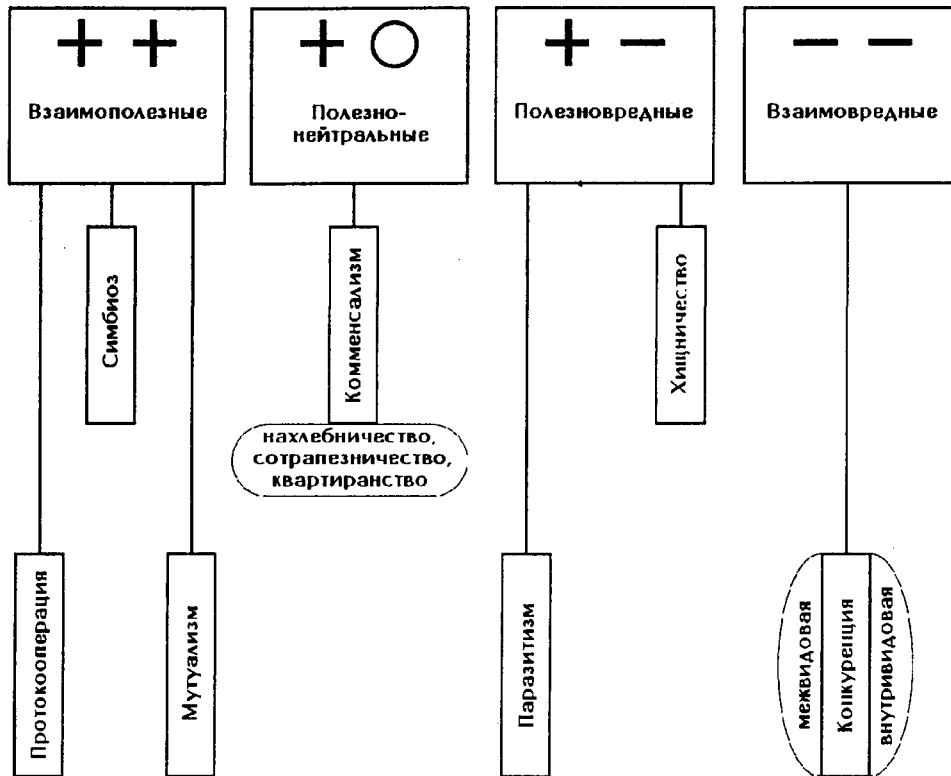 + +
Взаимополезные
+ ○
Полезно-
нейтральные
+ −
Полезновредные
− −
Взаимовредные
Симбиоз
Комменсализм
Хищничество
нахлебничество,
сотрапезничество,
квартиранство
Протокооперация
Мутуализм
Паразитизм
межвидовая
Конкуренция
внутривидовая